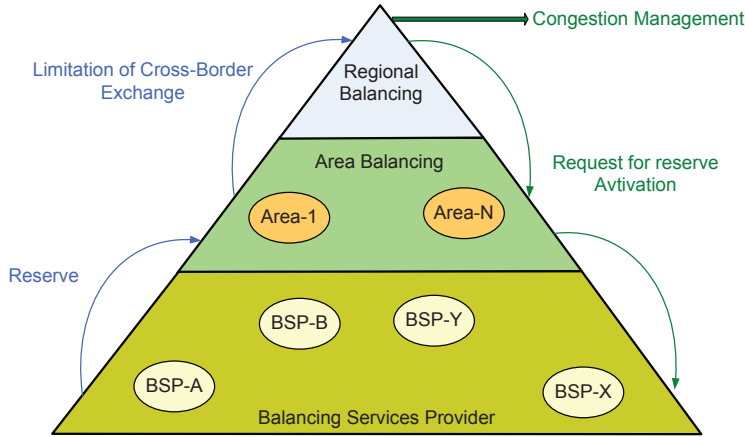 Congestion Management
Limitation of Cross-Border
Exchange
Regional
Balancing
Area Balancing
Request for reserve
Avtivation
Area-1
Area-N
Reserve
BSP-B
BSP-Y
BSP-A
BSP-X
Balancing Services Provider